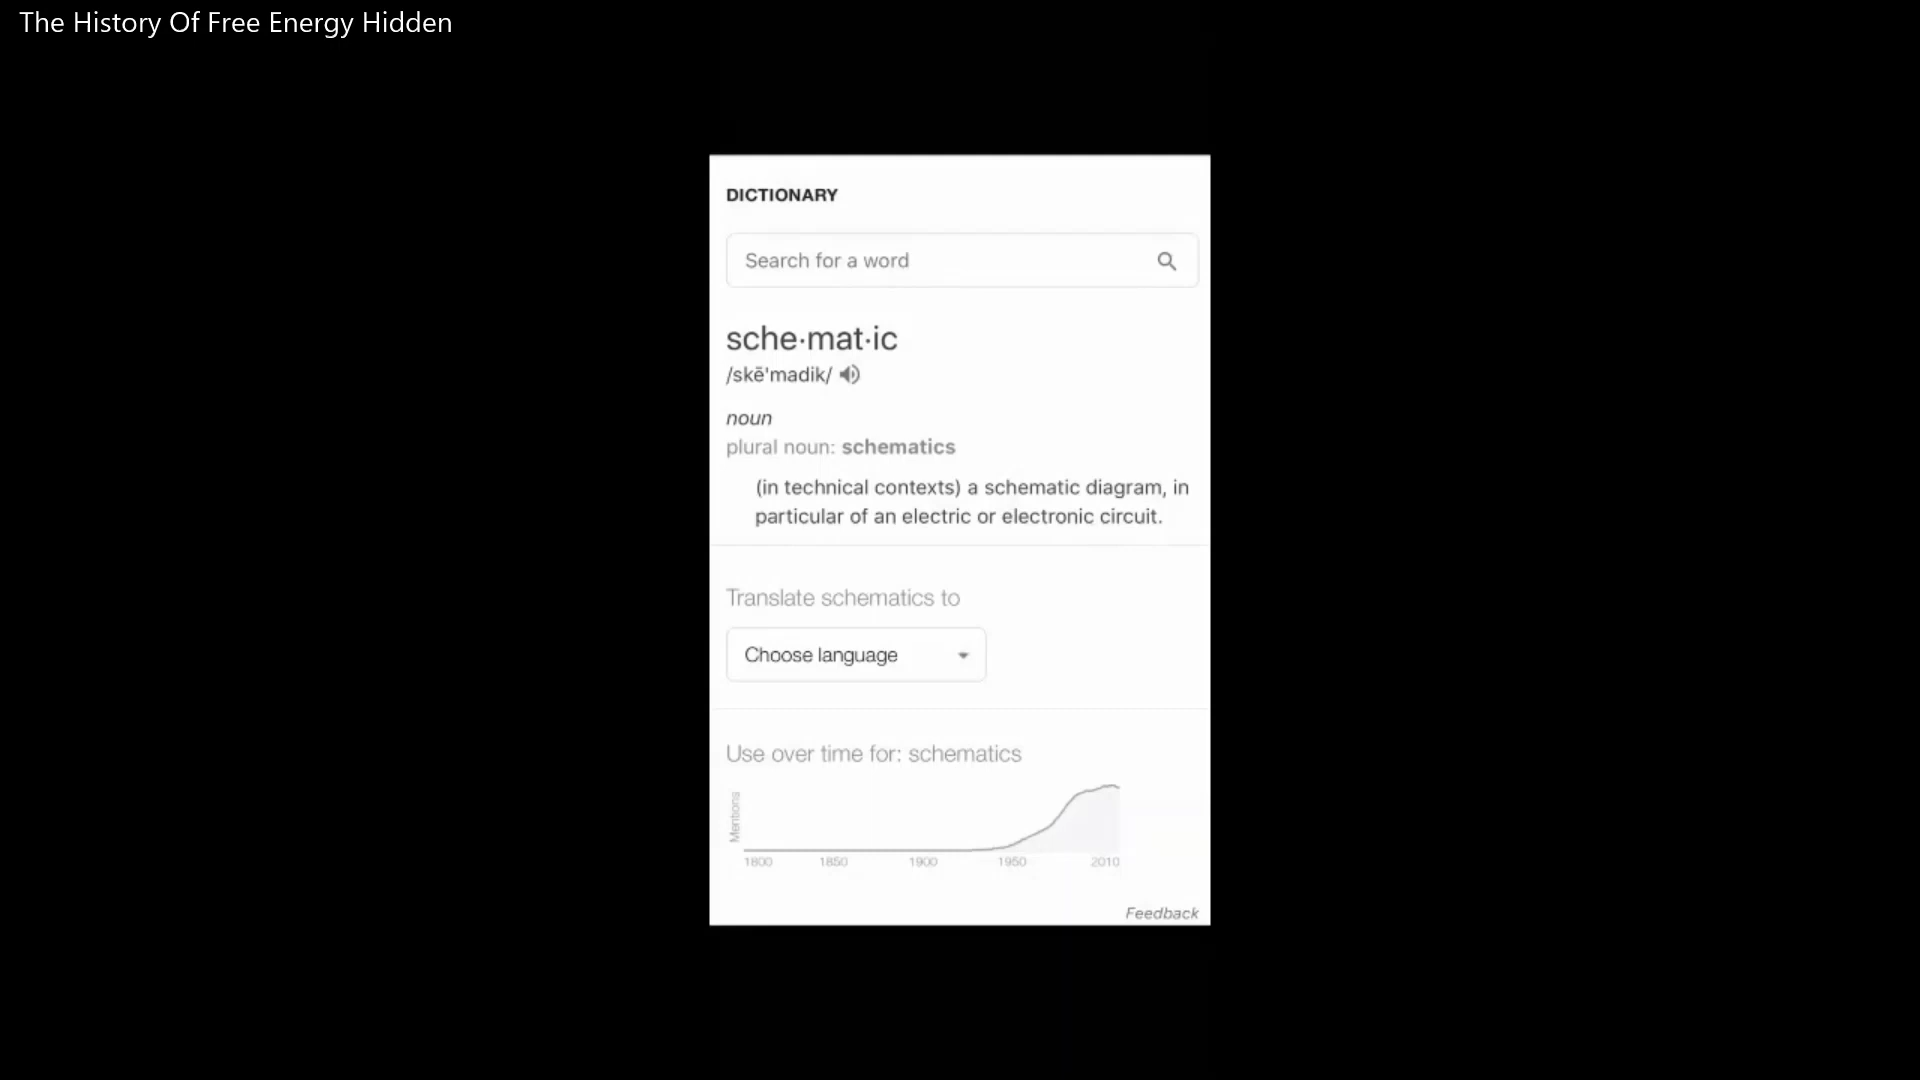 The History Of Free Energy Hidden
DICTIONARY
Search for a word
sche·mat·ic
/skē'madik/
noun
plural noun: schematics
(in technical contexts) a schematic diagram, in
particular of an electric or electronic circuit.
Translate schematics to
Choose language
Use over time for: schematics
Mentions
1800 1850 1900 1950 2010
Feedback